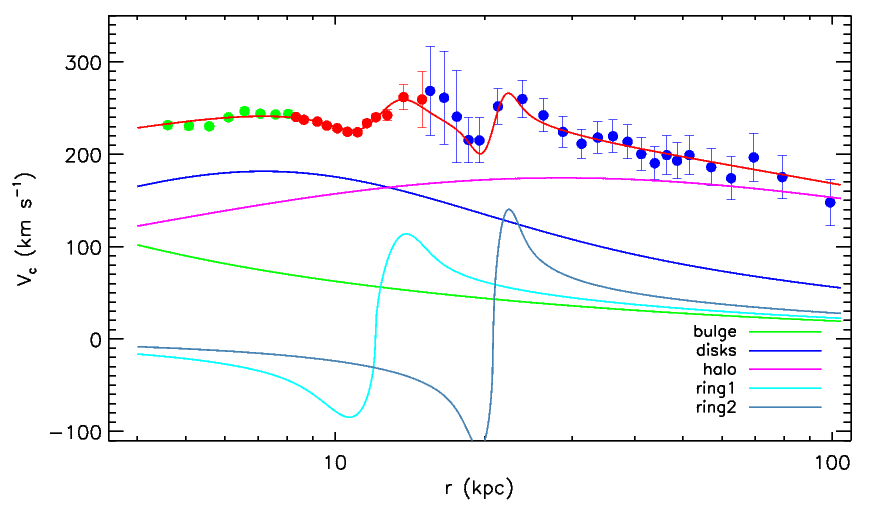 300
200
100
0
−100
V_c (km s⁻¹)
bulge
disks
halo
ring1
ring2
10
100
r (kpc)